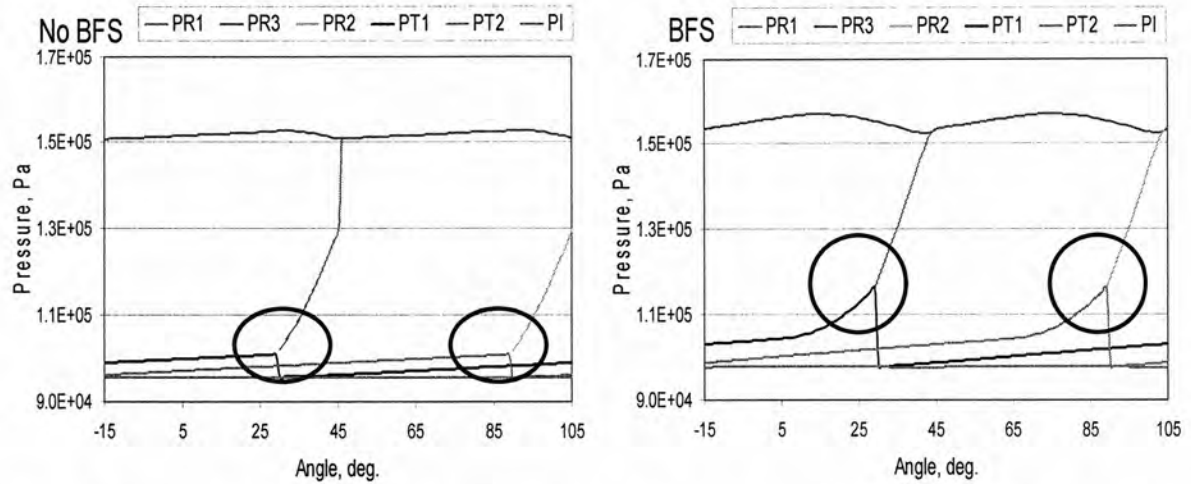 No BFS
PR1 PR3 PR2 PT1 PT2 PI
1.7E+05
1.5E+05
1.3E+05
1.1E+05
9.0E+04
Pressure, Pa
-15 5 25 45 65 85 105
Angle, deg.
BFS
PR1 PR3 PR2 PT1 PT2 PI
1.7E+05
1.5E+05
1.3E+05
1.1E+05
9.0E+04
Pressure, Pa
-15 5 25 45 65 85 105
Angle, deg.